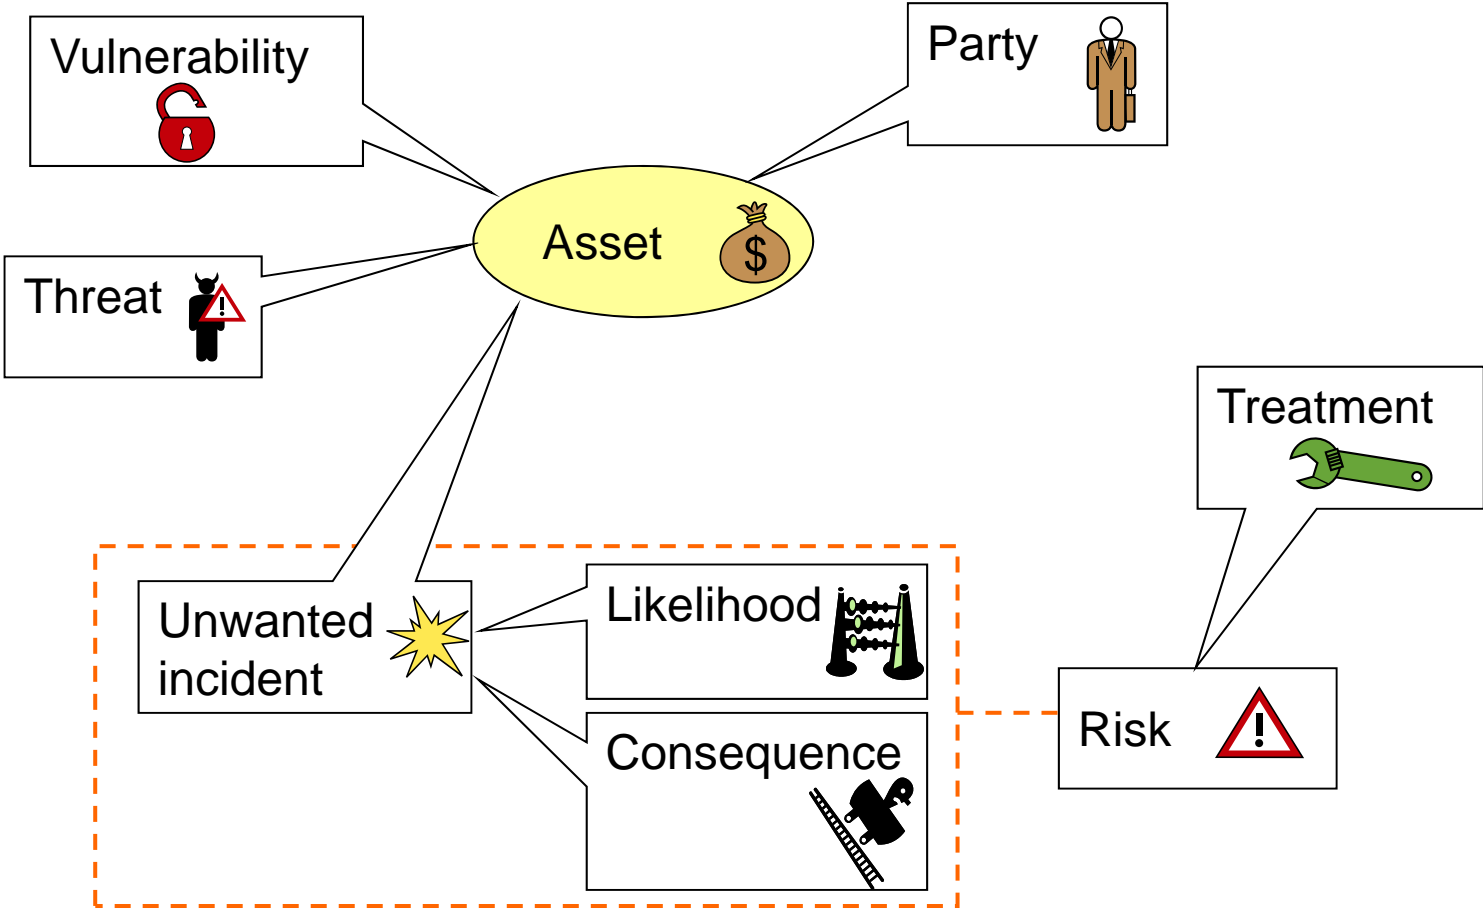 Vulnerability
Party
Asset
$
Threat
!
Treatment
Unwanted
incident
Likelihood
Consequence
Risk
!